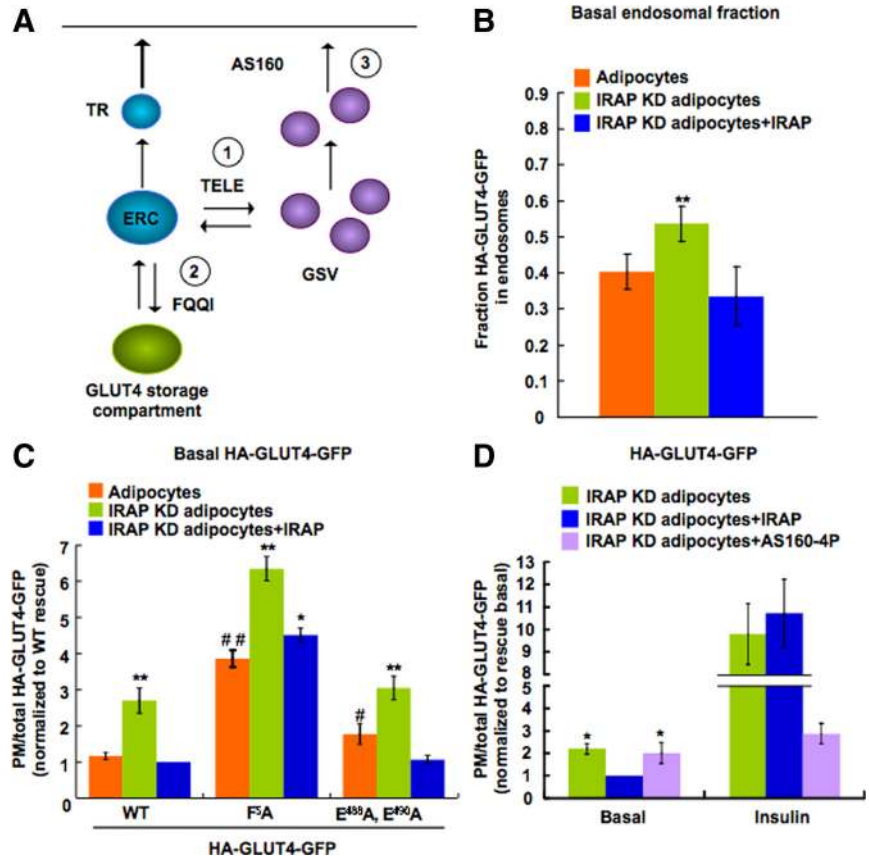 A
AS160
3
TR
1
TELE
ERC
GSV
2
FQQI
GLUT4 storage
compartment
B
Basal endosomal fraction
Adipocytes
IRAP KD adipocytes
IRAP KD adipocytes+IRAP
Fraction HA-GLUT4-GFP
in endosomes
0.9
0.8
0.7
0.6
0.5
0.4
0.3
0.2
0.1
0
**
C
Basal HA-GLUT4-GFP
Adipocytes
IRAP KD adipocytes
IRAP KD adipocytes+IRAP
PM/total HA-GLUT4-GFP
(normalized to WT rescue)
7
6
5
4
3
2
1
0
**
##
**
*
#
**
WT
F⁵A
E⁴⁸⁸A, E⁴⁹⁰A
HA-GLUT4-GFP
D
HA-GLUT4-GFP
IRAP KD adipocytes
IRAP KD adipocytes+IRAP
IRAP KD adipocytes+AS160-4P
PM/total HA-GLUT4-GFP
(normalized to rescue basal)
13
12
11
10
9
8
5
4
3
2
1
0
*
*
Basal
Insulin